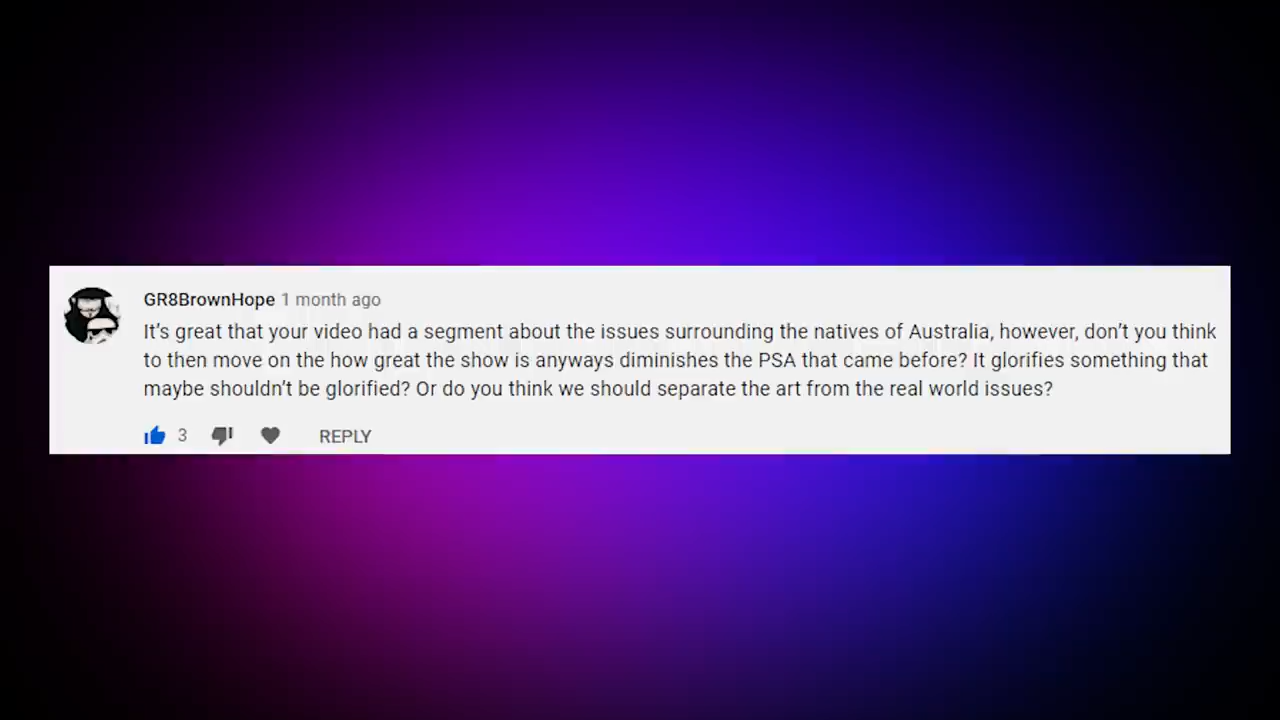 GR8BrownHope 1 month ago
It’s great that your video had a segment about the issues surrounding the natives of Australia, however, don’t you think
to then move on the how great the show is anyways diminishes the PSA that came before? It glorifies something that
maybe shouldn’t be glorified? Or do you think we should separate the art from the real world issues?
3 REPLY